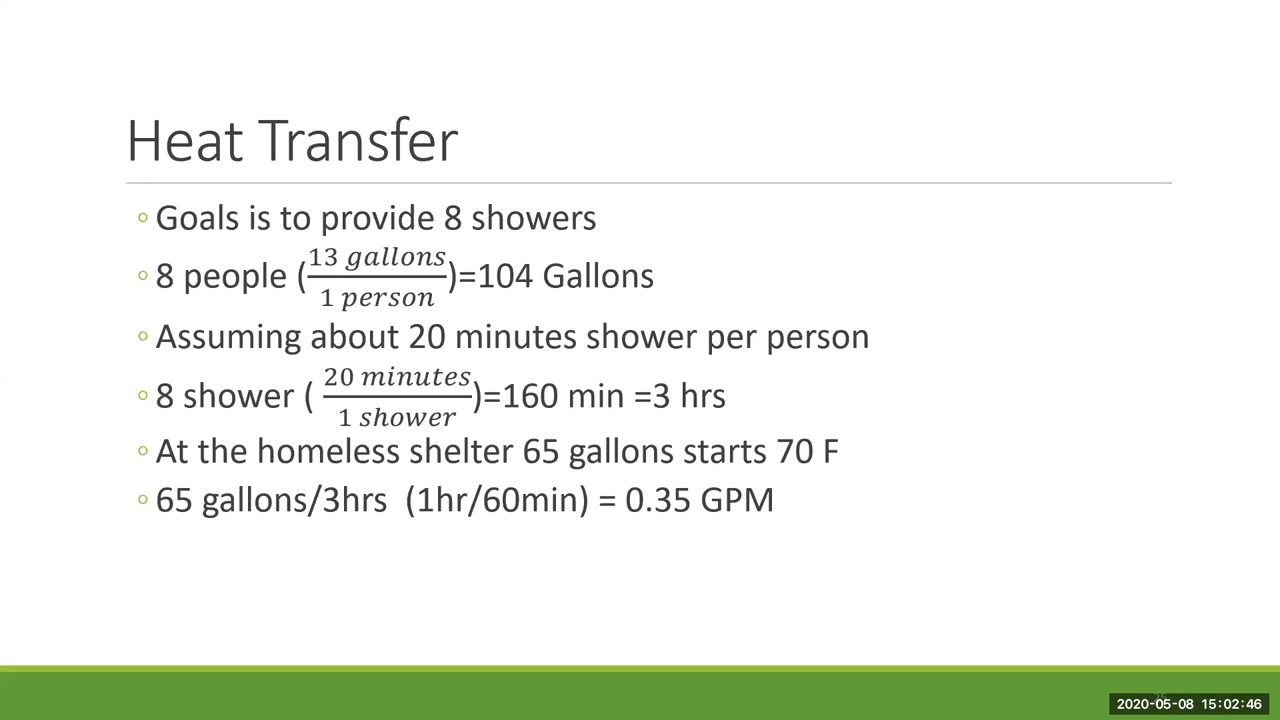 Heat Transfer
◦ Goals is to provide 8 showers
◦ 8 people (13 gallons / 1 person)=104 Gallons
◦ Assuming about 20 minutes shower per person
◦ 8 shower ( 20 minutes / 1 shower)=160 min =3 hrs
◦ At the homeless shelter 65 gallons starts 70 F
◦ 65 gallons/3hrs (1hr/60min) = 0.35 GPM
2020-05-08 15:02:46